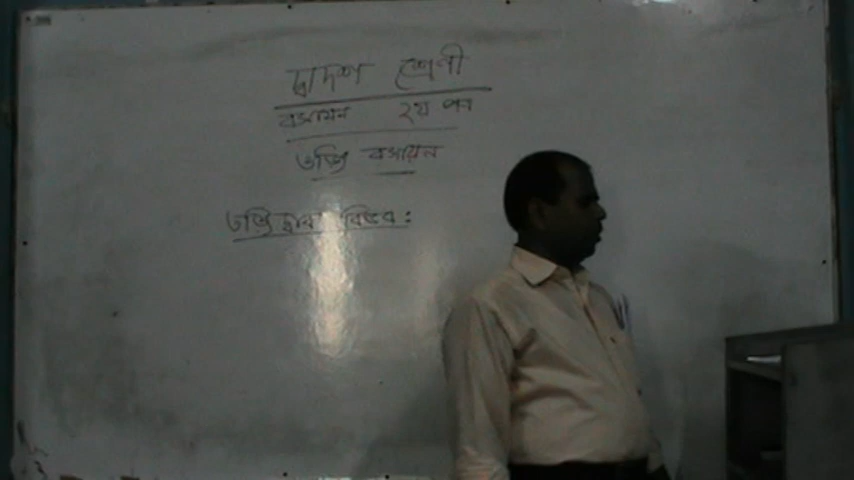 দ্বাদশ শ্রেণী
রসায়ন ২য় পত্র
তড়িৎ রসায়ন
তড়িৎদ্বার বিভব :